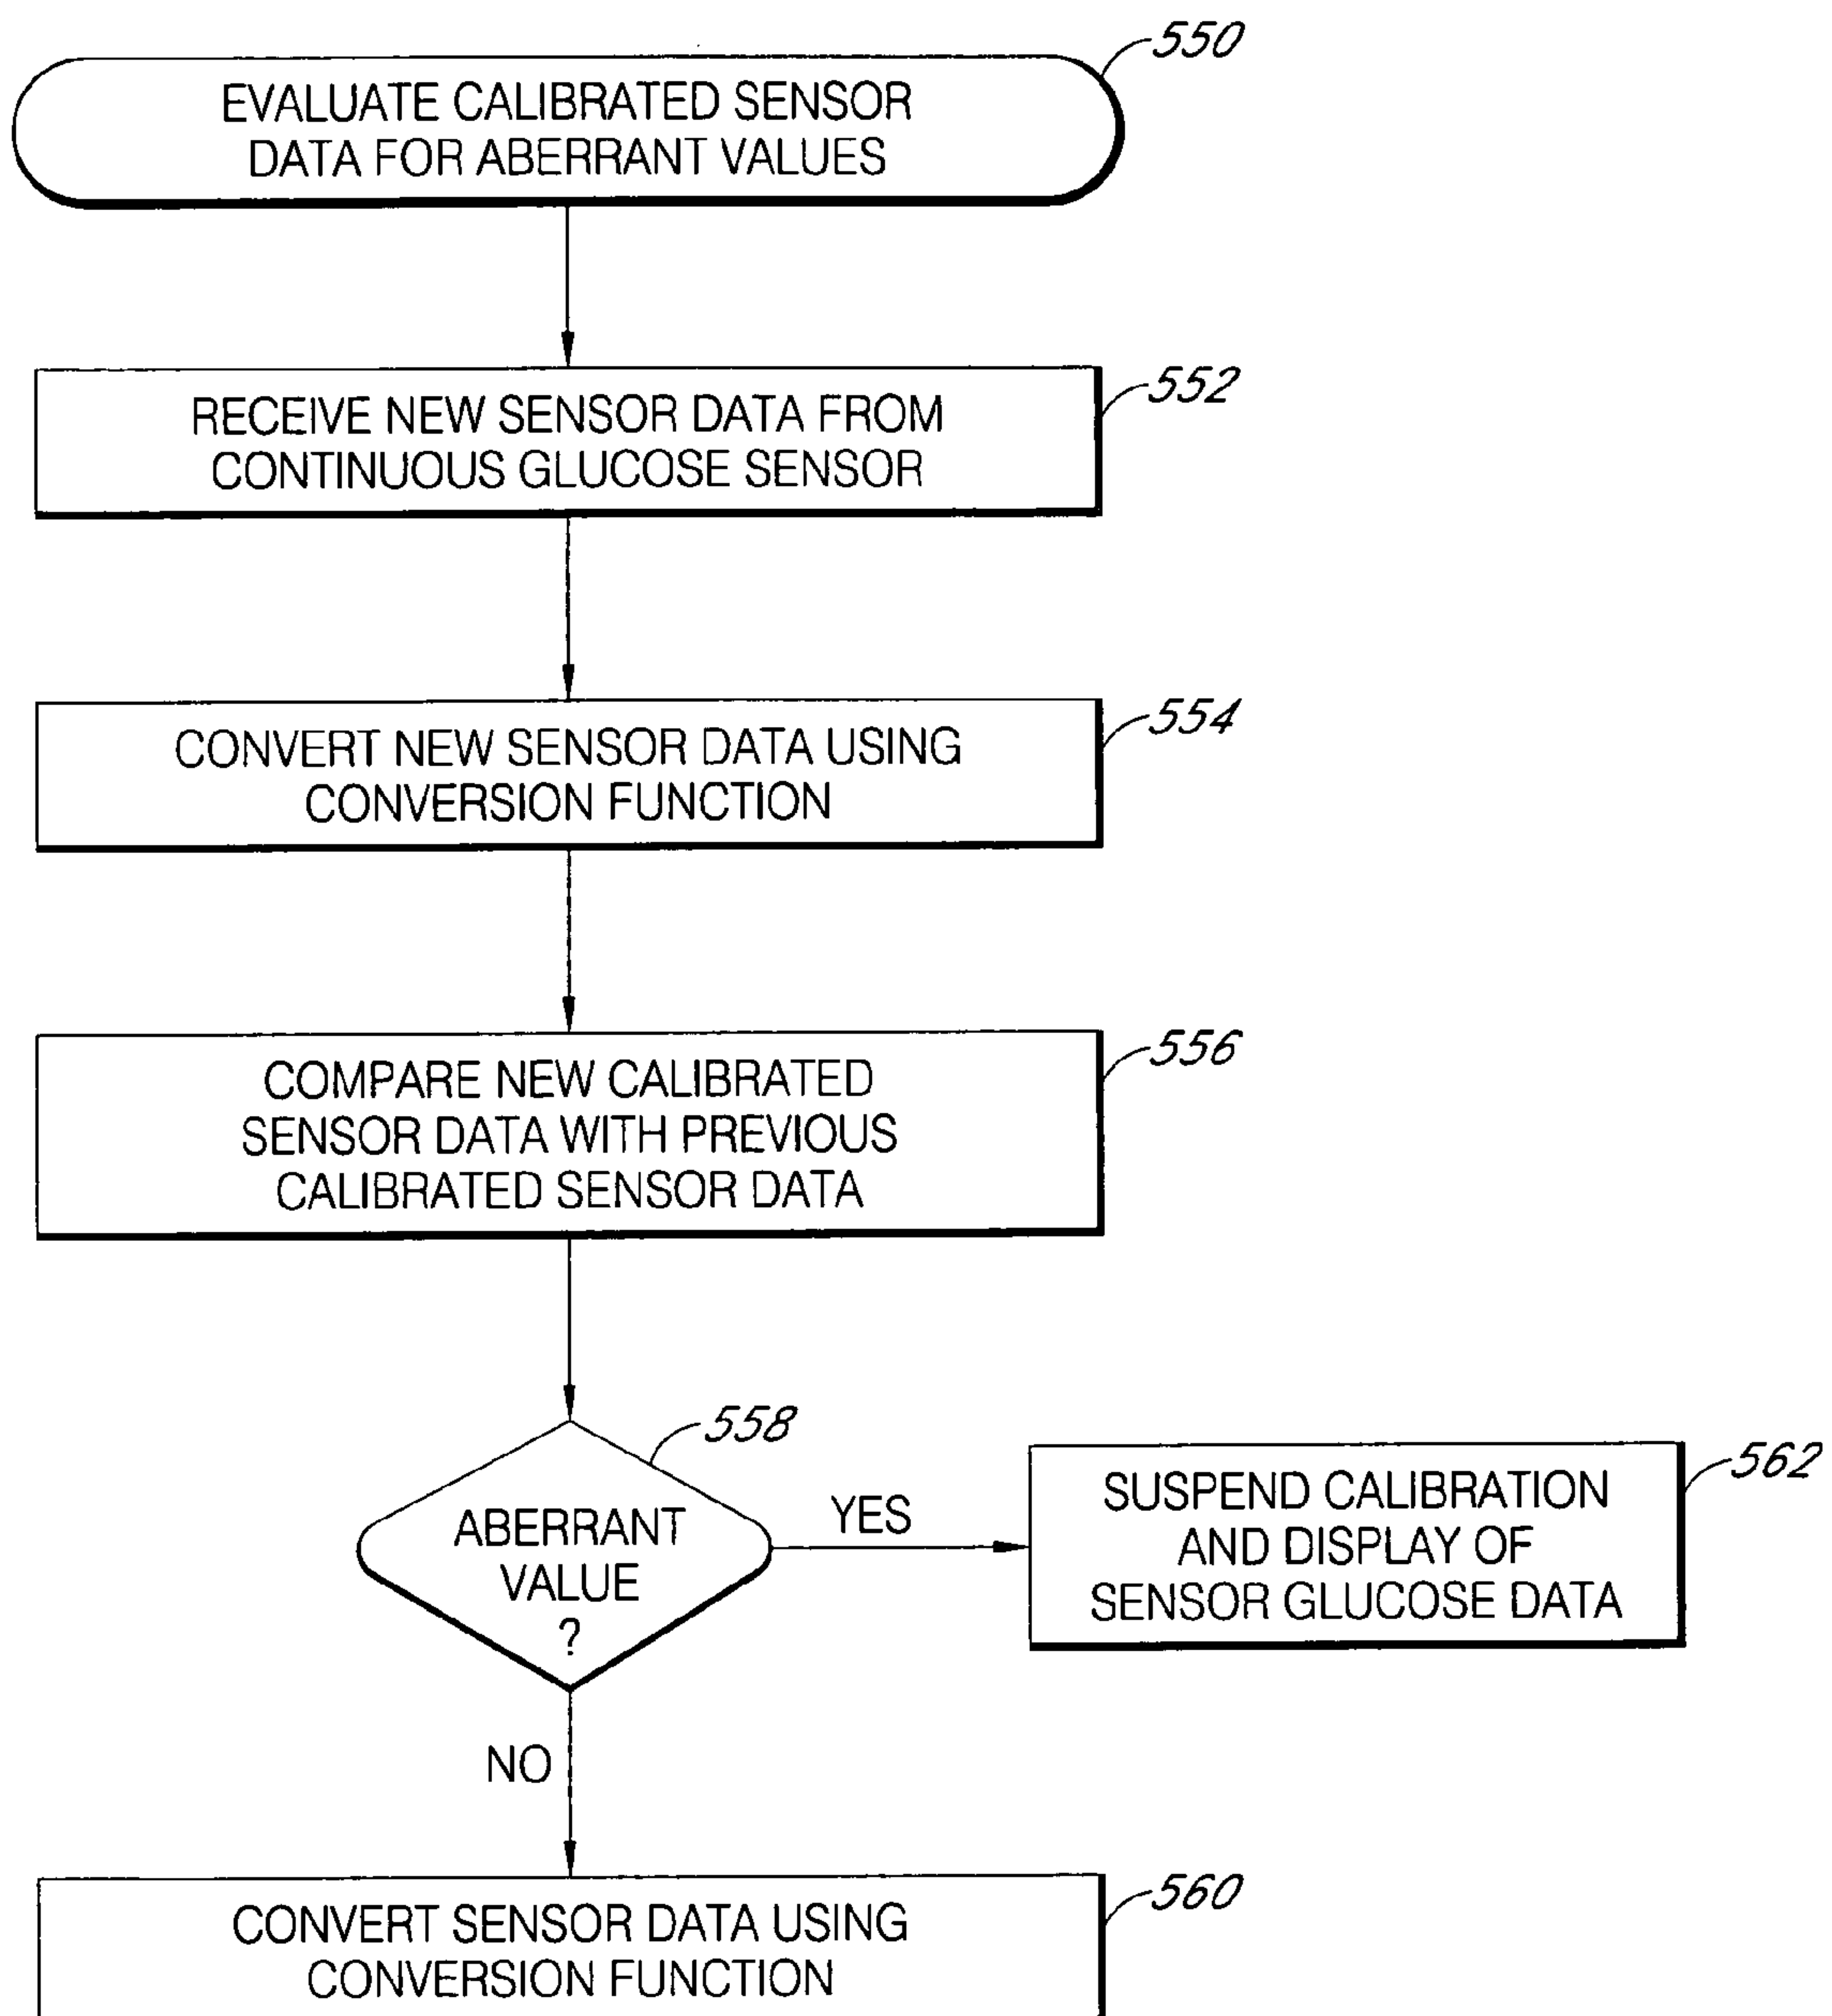 550
EVALUATE CALIBRATED SENSOR
DATA FOR ABERRANT VALUES
552
RECEIVE NEW SENSOR DATA FROM
CONTINUOUS GLUCOSE SENSOR
554
CONVERT NEW SENSOR DATA USING
CONVERSION FUNCTION
556
COMPARE NEW CALIBRATED
SENSOR DATA WITH PREVIOUS
CALIBRATED SENSOR DATA
558
ABERRANT
VALUE
?
YES
562
SUSPEND CALIBRATION
AND DISPLAY OF
SENSOR GLUCOSE DATA
NO
560
CONVERT SENSOR DATA USING
CONVERSION FUNCTION